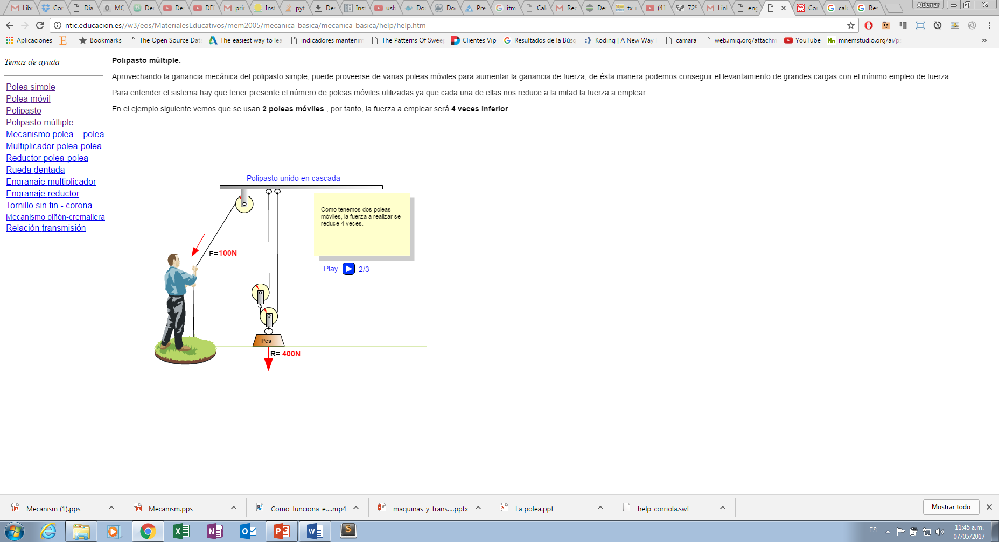 Aldemar
Lib
Cor
Dia
MC
De
Der
DEI
prir
Inst
pyt
De:
Inst
usb
Do
Do
Pre
itm
Cal
Rec
De
tx_r
(41
725
Lin
eng
Co
calc
Res
ntic.educacion.es//w3/eos/MaterialesEducativos/mem2005/mecanica_basica/mecanica_basica/help/help.htm
Aplicaciones
Bookmarks
The Open Source Dat
The easiest way to lea
indicadores mantenim
The Patterns Of Sweep
Clientes Vip
Resultados de la Búsq
Koding | A New Way F
camara
web.imiq.org/attachm
YouTube
mnemstudio.org/ai/p
»
Temas de ayuda
Polea simple
Polea móvil
Polipasto
Polipasto múltiple
Mecanismo polea – polea
Multiplicador polea-polea
Reductor polea-polea
Rueda dentada
Engranaje multiplicador
Engranaje reductor
Tornillo sin fin - corona
Mecanismo piñón-cremallera
Relación transmisión
Polipasto múltiple.
Aprovechando la ganancia mecánica del polipasto simple, puede proveerse de varias poleas móviles para aumentar la ganancia de fuerza, de ésta manera podemos conseguir el levantamiento de grandes cargas con el mínimo empleo de fuerza.
Para entender el sistema hay que tener presente el número de poleas móviles utilizadas ya que cada una de ellas nos reduce a la mitad la fuerza a emplear.
En el ejemplo siguiente vemos que se usan 2 poleas móviles , por tanto, la fuerza a emplear será 4 veces inferior .
Polipasto unido en cascada
Como tenemos dos poleas
móviles, la fuerza a realizar se
reduce 4 veces.
Play 2/3
F=100N
Pes
R= 400N
Mecanism (1).pps
Mecanism.pps
Como_funciona_e....mp4
maquinas_y_trans....pptx
La polea.ppt
help_corriola.swf
Mostrar todo
ES
11:45 a.m.
07/05/2017